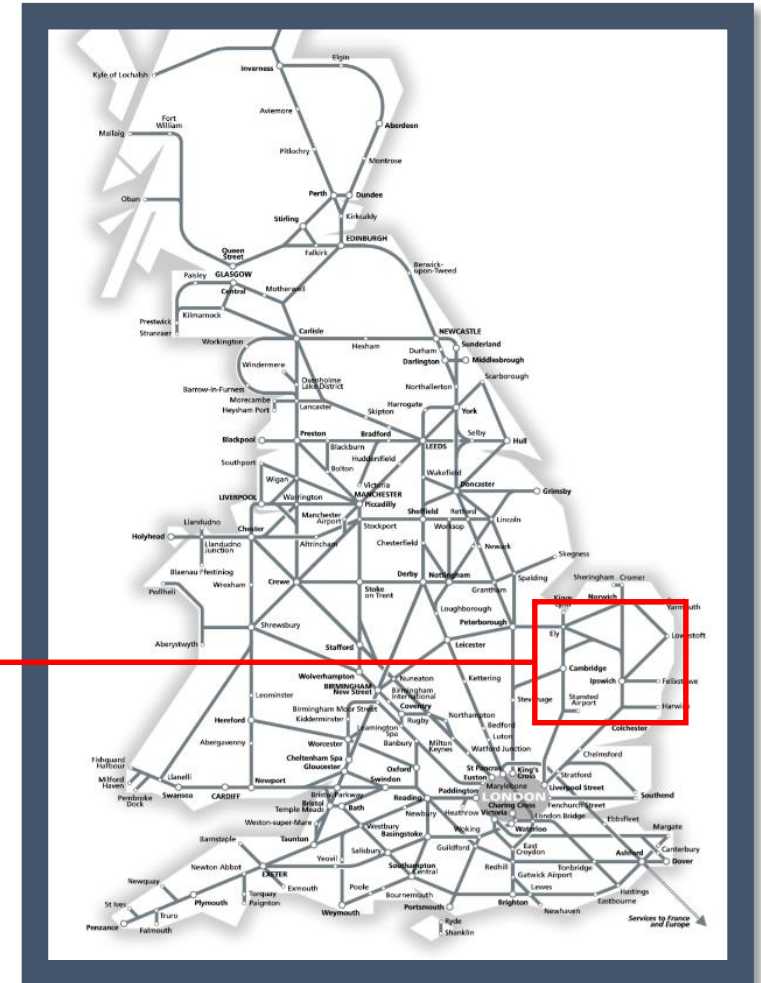 Elgin
Inverness
Kyle of Lochalsh
Aviemore
Fort
William
Mallaig
Aberdeen
Pitlochry
Montrose
Perth
Dundee
Oban
Kirkcaldy
Stirling
EDINBURGH
Falkirk
Queen
Street
GLASGOW
Central
Berwick-
upon-Tweed
Paisley
Motherwell
Kilmarnock
Prestwick
Stranraer
Carlisle
NEWCASTLE
Workington
Hexham
Sunderland
Durham
Darlington
Middlesbrough
Windermere
Scarborough
Oxenholme
Lake District
Northallerton
Barrow-in-Furness
Morecambe
Heysham Port
Lancaster
Harrogate
York
Skipton
Blackpool
Preston
Bradford
Selby
Hull
Blackburn
LEEDS
Huddersfield
Southport
Bolton
Wakefield
Wigan
Victoria
MANCHESTER
Piccadilly
Doncaster
Grimsby
LIVERPOOL
Warrington
Manchester
Airport
Sheffield
Retford
Lincoln
Llandudno
Stockport
Worksop
Holyhead
Chester
Llandudno
Junction
Altrincham
Chesterfield
Newark
Skegness
Blaenau Ffestiniog
Wrexham
Crewe
Derby
Nottingham
Spalding
Sheringham
Cromer
Pwllheli
Stoke
on Trent
Grantham
Norwich
Loughborough
Yarmouth
Shrewsbury
Peterborough
Ely
Lowestoft
Aberystwyth
Stafford
Leicester
Cambridge
Wolverhampton
BIRMINGHAM
New Street
Nuneaton
Birmingham
International
Kettering
Ipswich
Felixstowe
Leominster
Coventry
Stevenage
Stansted
Airport
Birmingham Moor Street
Kidderminster
Rugby
Northampton
Harwich
Hereford
Leamington
Spa
Bedford
Colchester
Worcester
Banbury
Milton
Keynes
Luton
Abergavenny
Watford Junction
Chelmsford
Cheltenham Spa
Gloucester
Fishguard
Harbour
Oxford
St Pancras
King's
Cross
Euston
Stratford
Milford
Haven
Llanelli
Newport
Swindon
Marylebone
Liverpool Street
Pembroke
Dock
Swansea
CARDIFF
Bristol Parkway
Paddington
LONDON
Southend
Bristol
Temple Meads
Bath
Reading
Newbury
Heathrow
Charing Cross
Victoria
Fenchurch Street
London Bridge
Weston-super-Mare
Westbury
Basingstoke
Woking
Waterloo
Ebbsfleet
Margate
Barnstaple
Taunton
Salisbury
Guildford
East
Croydon
Canterbury
Newton Abbot
Yeovil
Southampton
Central
Redhill
Tonbridge
Ashford
Dover
EXETER
Gatwick Airport
Newquay
Torquay
Paignton
Exmouth
Poole
Bournemouth
Lewes
Hastings
St Ives
Plymouth
Weymouth
Portsmouth
Brighton
Eastbourne
Newhaven
Truro
Penzance
Falmouth
Ryde
Shanklin
Services to France
and Europe